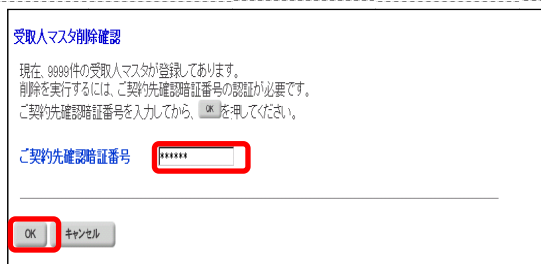 受取人マスタ削除確認
現在、9999件の受取人マスタが登録してあります。
削除を実行するには、ご契約先確認暗証番号の認証が必要です。
ご契約先確認暗証番号を入力してから、 OK を押してください。
ご契約先確認暗証番号 ******
OK キャンセル